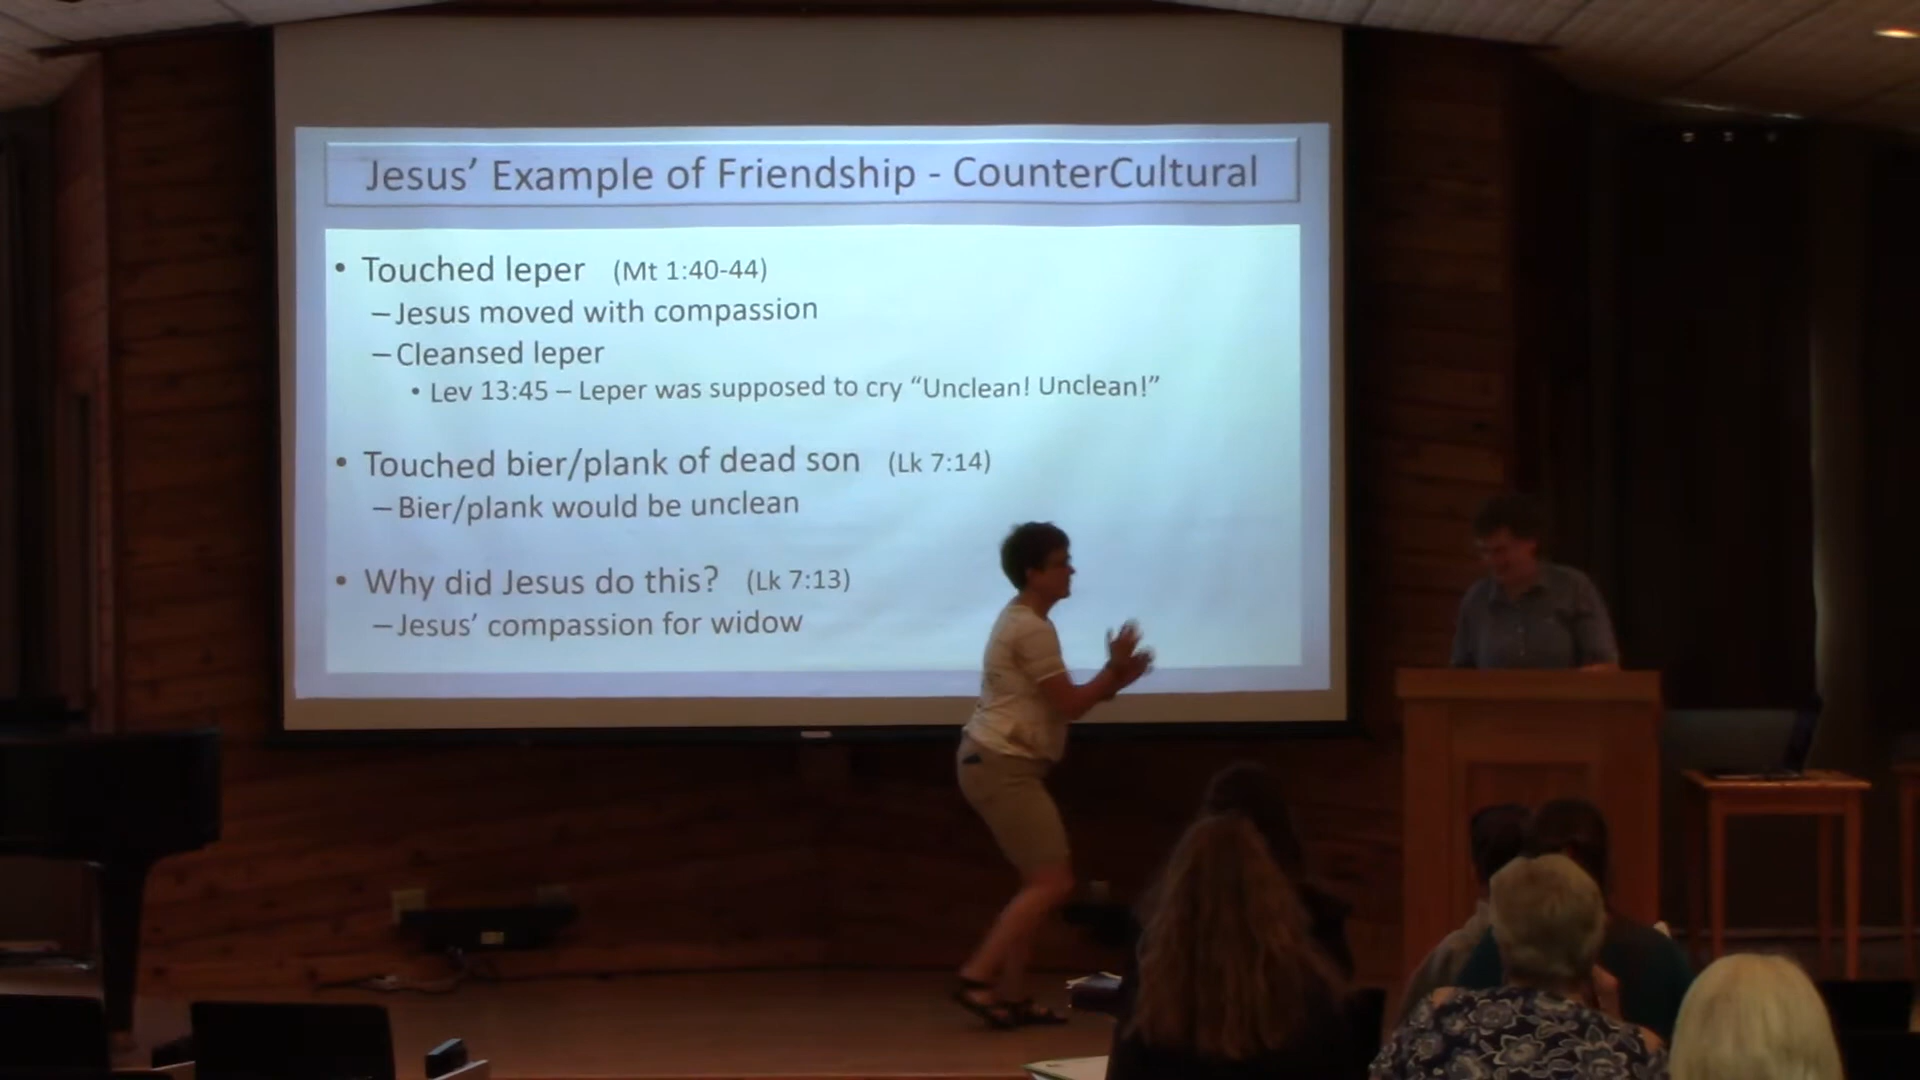 Jesus’ Example of Friendship - CounterCultural
• Touched leper (Mt 1:40-44)
– Jesus moved with compassion
– Cleansed leper
• Lev 13:45 – Leper was supposed to cry “Unclean! Unclean!”
• Touched bier/plank of dead son (Lk 7:14)
– Bier/plank would be unclean
• Why did Jesus do this? (Lk 7:13)
– Jesus’ compassion for widow